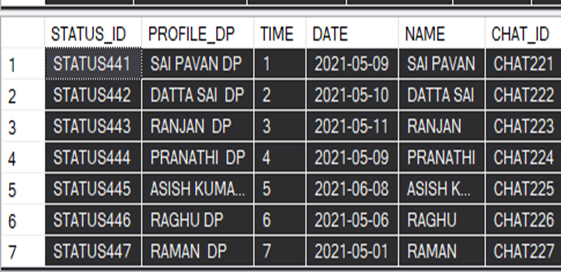 STATUS_ID PROFILE_DP TIME DATE NAME CHAT_ID
1 STATUS441 SAI PAVAN DP 1 2021-05-09 SAI PAVAN CHAT221
2 STATUS442 DATTA SAI DP 2 2021-05-10 DATTA SAI CHAT222
3 STATUS443 RANJAN DP 3 2021-05-11 RANJAN CHAT223
4 STATUS444 PRANATHI DP 4 2021-05-09 PRANATHI CHAT224
5 STATUS445 ASISH KUMA... 5 2021-06-08 ASISH K... CHAT225
6 STATUS446 RAGHU DP 6 2021-05-06 RAGHU CHAT226
7 STATUS447 RAMAN DP 7 2021-05-01 RAMAN CHAT227